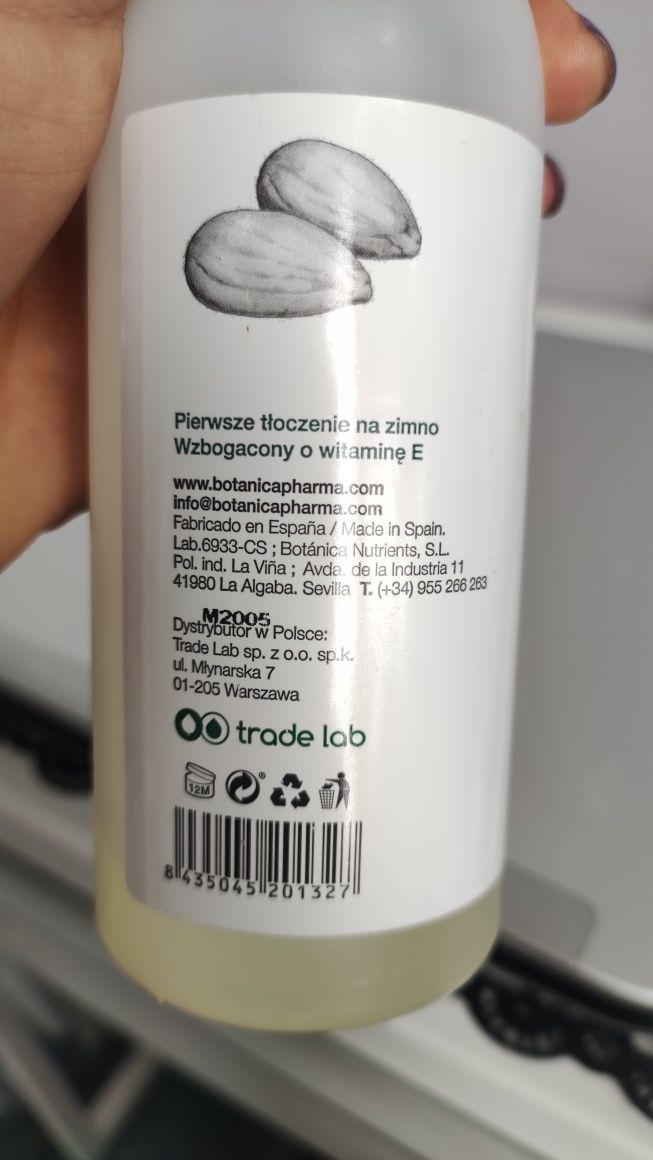 Pierwsze tłoczenie na zimno
Wzbogacony o witaminę E
www.botanicapharma.com
info@botanicapharma.com
Fabricado en España / Made in Spain.
Lab.6933-CS ; Botánica Nutrients, S.L.
Pol. ind. La Viña ; Avda. de la Industria 11
41980 La Algaba. Sevilla T. (+34) 955 266 263
M2005
Dystrybutor w Polsce:
Trade Lab sp. z o.o. sp.k.
ul. Młynarska 7
01-205 Warszawa
trade lab
12M ®
8 435045 201327